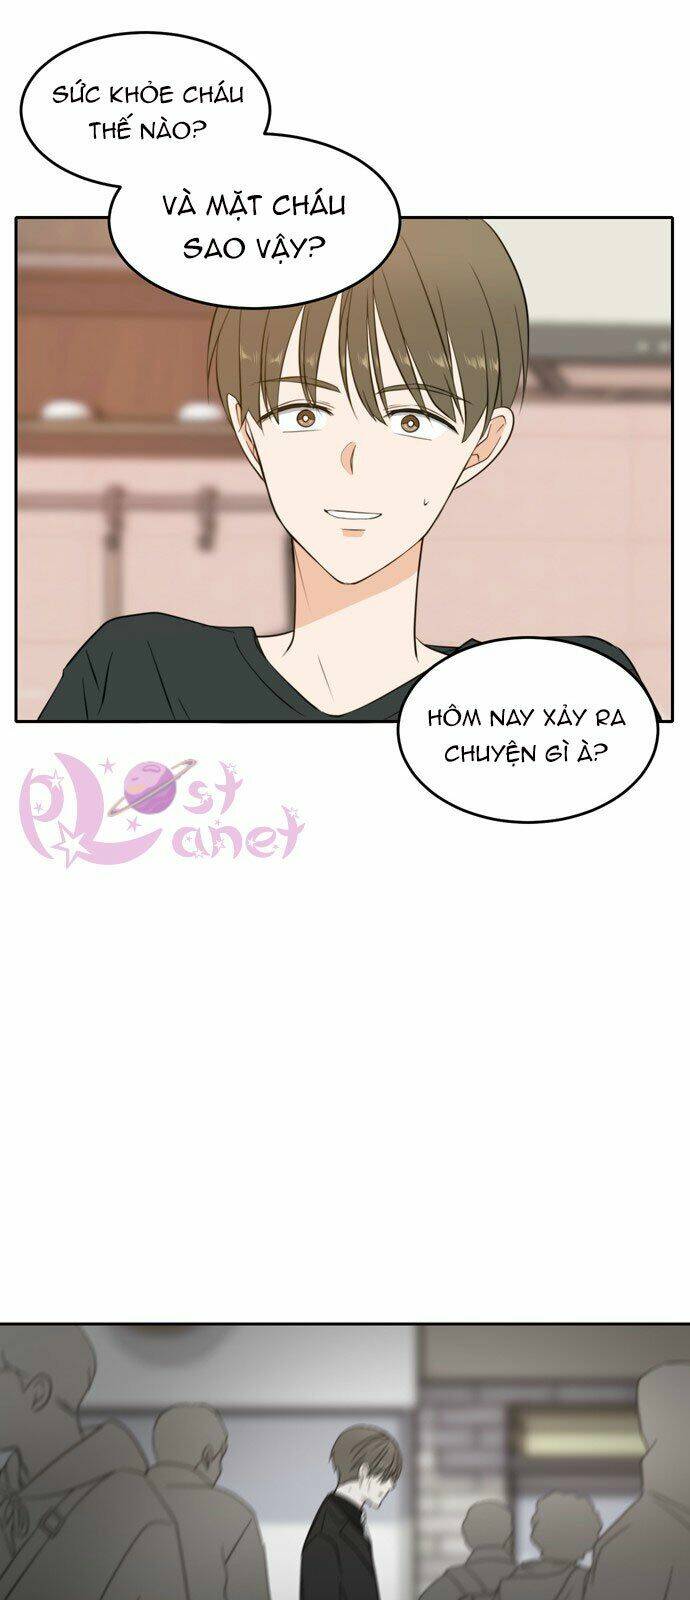 SỨC KHỎE CHÁU
THẾ NÀO?
VÀ MẶT CHÁU
SAO VẬY?
HÔM NAY XẢY RA
CHUYỆN GÌ À?
Lost
Planet